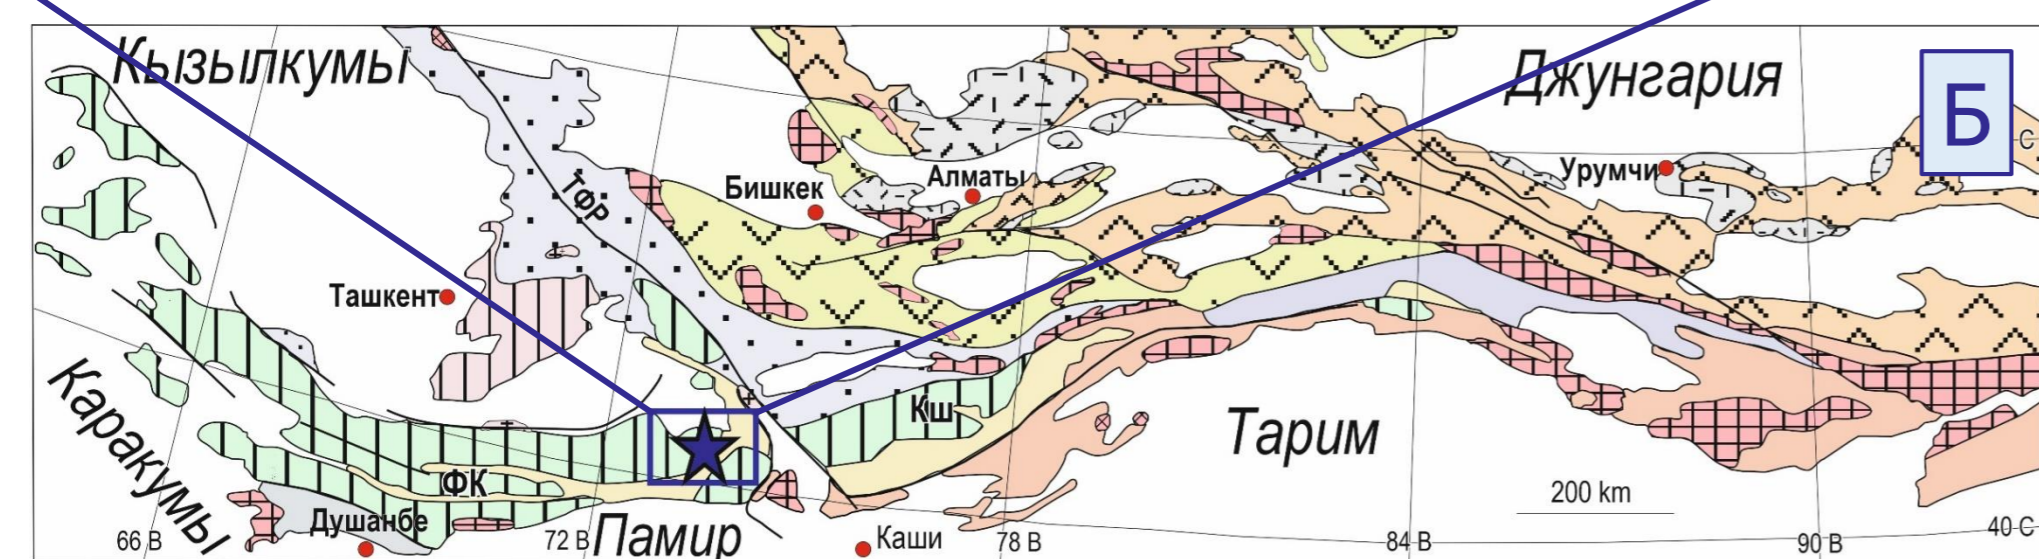 Кызылкумы
Джунгария
Б
С
ТФР
Бишкек
Алматы
Урумчи
Ташкент
Каракумы
Кш
Тарим
ФК
200 km
Душанбе
Памир
Каши
66 В
72 В
78 В
84 В
90 В
40 С